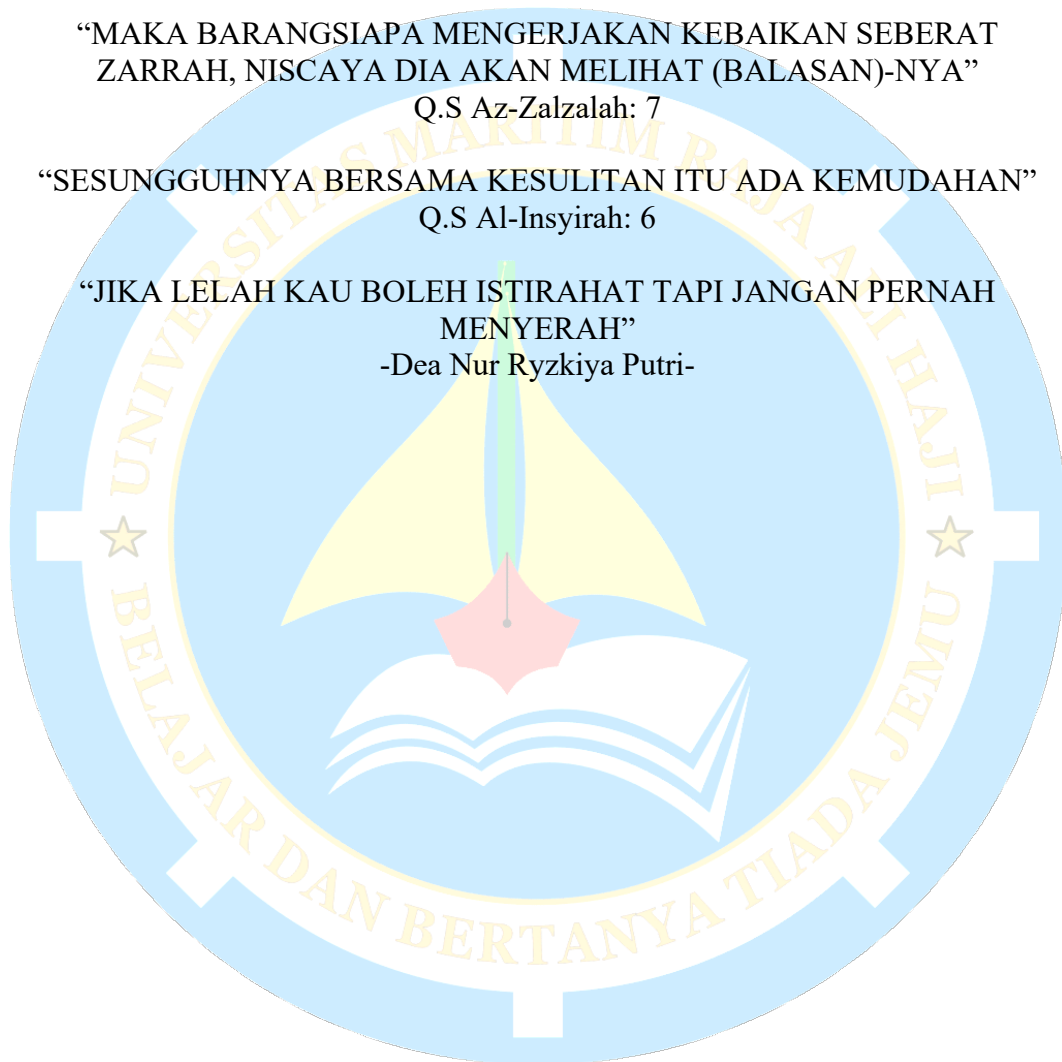 “MAKA BARANGSIAPA MENGERJAKAN KEBAIKAN SEBERAT
ZARRAH, NISCAYA DIA AKAN MELIHAT (BALASAN)-NYA”
Q.S Az-Zalzalah: 7
“SESUNGGUHNYA BERSAMA KESULITAN ITU ADA KEMUDAHAN”
Q.S Al-Insyirah: 6
“JIKA LELAH KAU BOLEH ISTIRAHAT TAPI JANGAN PERNAH
MENYERAH”
-Dea Nur Ryzkiya Putri-
UNIVERSITAS MARITIM RAJA ALI HAJI
BELAJAR DAN BERTANYA TIADA JEMU